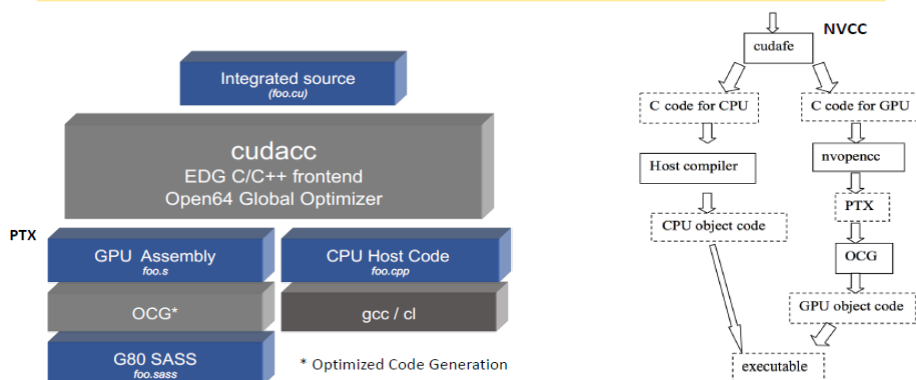 Integrated source
(foo.cu)
cudacc
EDG C/C++ frontend
Open64 Global Optimizer
PTX
GPU Assembly
foo.s
CPU Host Code
foo.cpp
OCG*
gcc / cl
G80 SASS
foo.sass
* Optimized Code Generation
NVCC
cudafe
C code for CPU
C code for GPU
Host compiler
nvopencc
PTX
CPU object code
OCG
GPU object code
executable